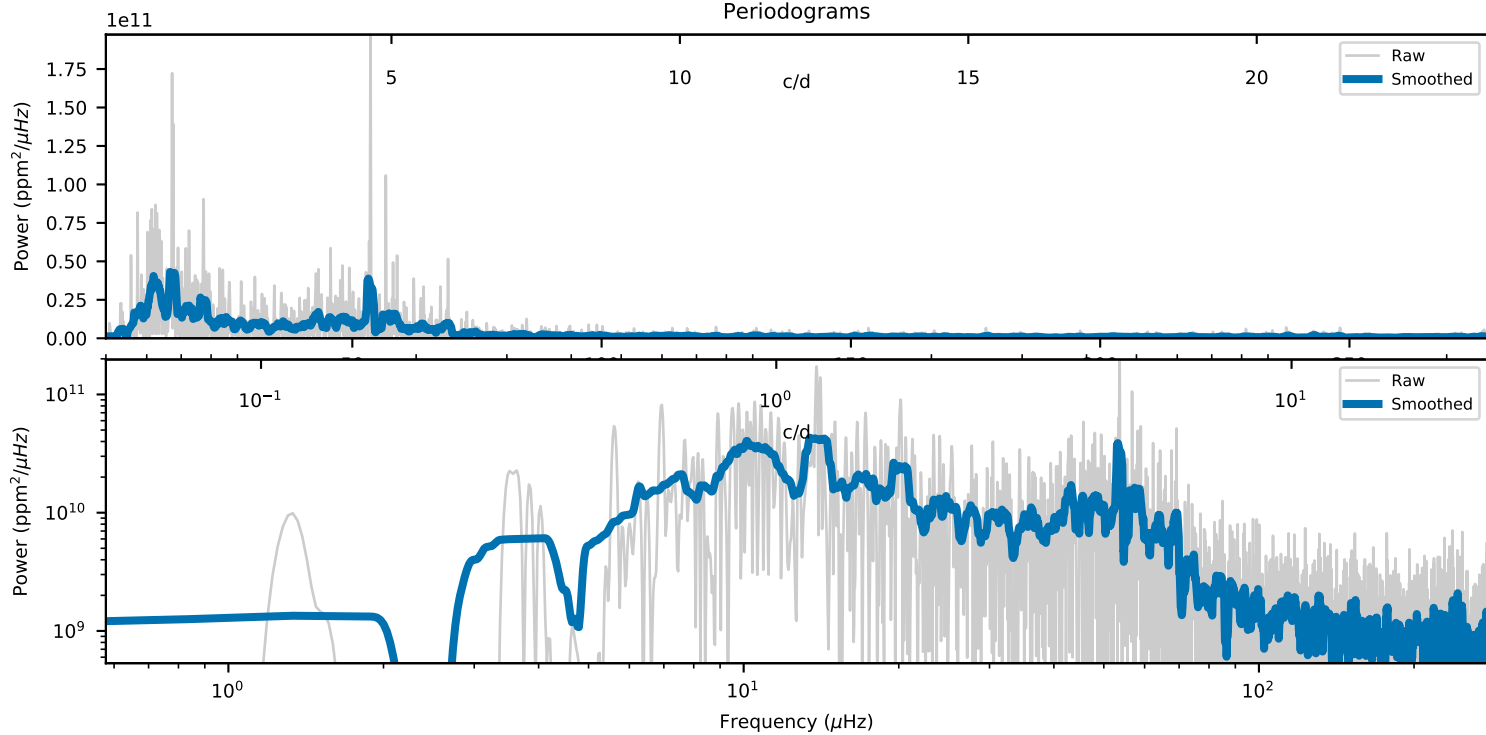 Periodograms
1e11
5 10 15 20
c/d
Raw
Smoothed
1.75
1.50
1.25
1.00
0.75
0.50
0.25
0.00
Power (ppm²/μHz)
10⁻¹ 10⁰ 10¹
c/d
Raw
Smoothed
10¹¹
10¹⁰
10⁹
Power (ppm²/μHz)
10⁰ 10¹ 10²
Frequency (μHz)